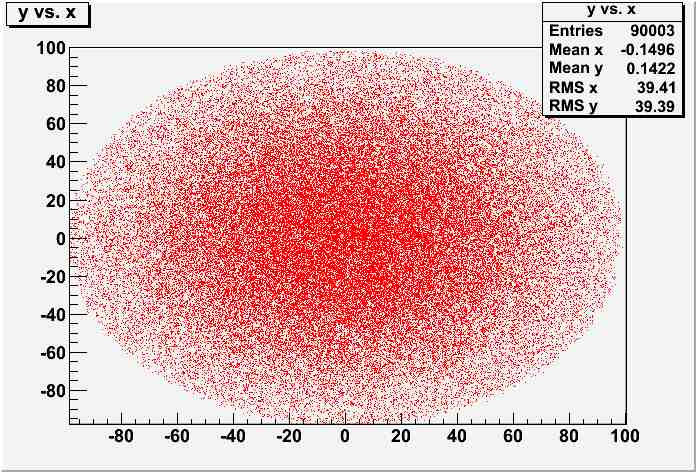 y vs. x
y vs. x
Entries 90003
Mean x -0.1496
Mean y 0.1422
RMS x 39.41
RMS y 39.39
100
80
60
40
20
0
-20
-40
-60
-80
-80 -60 -40 -20 0 20 40 60 80 100